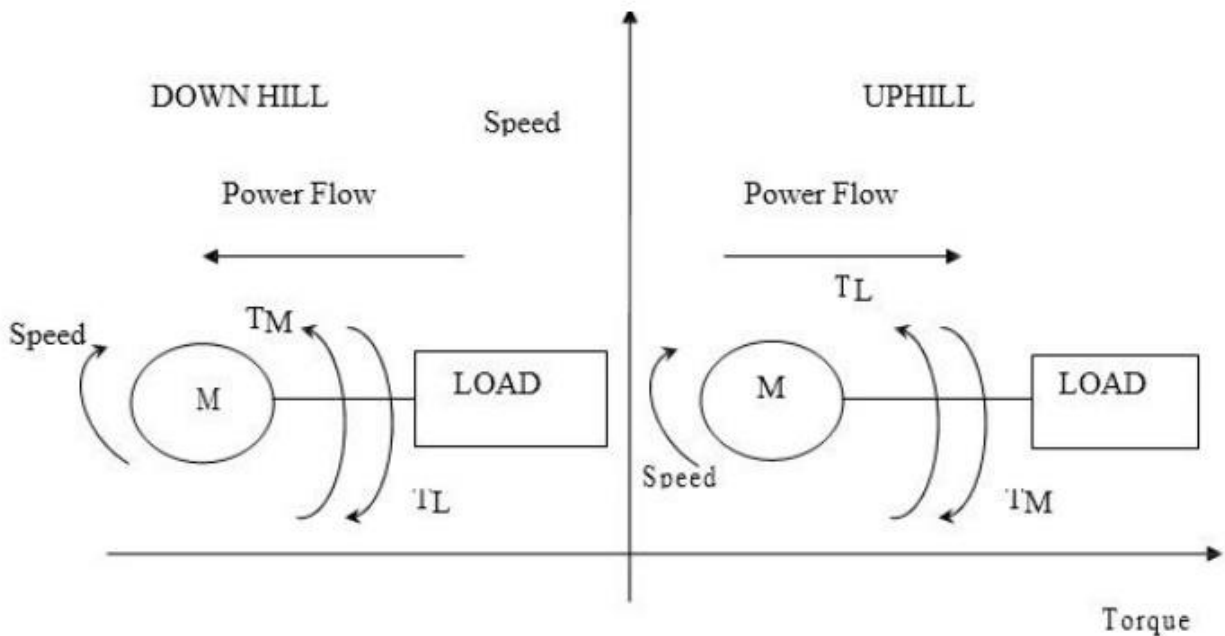 DOWN HILL
Speed
UPHILL
Power Flow
Power Flow
TL
Speed
TM
M
LOAD
M
LOAD
Speed
TL
TM
Torque